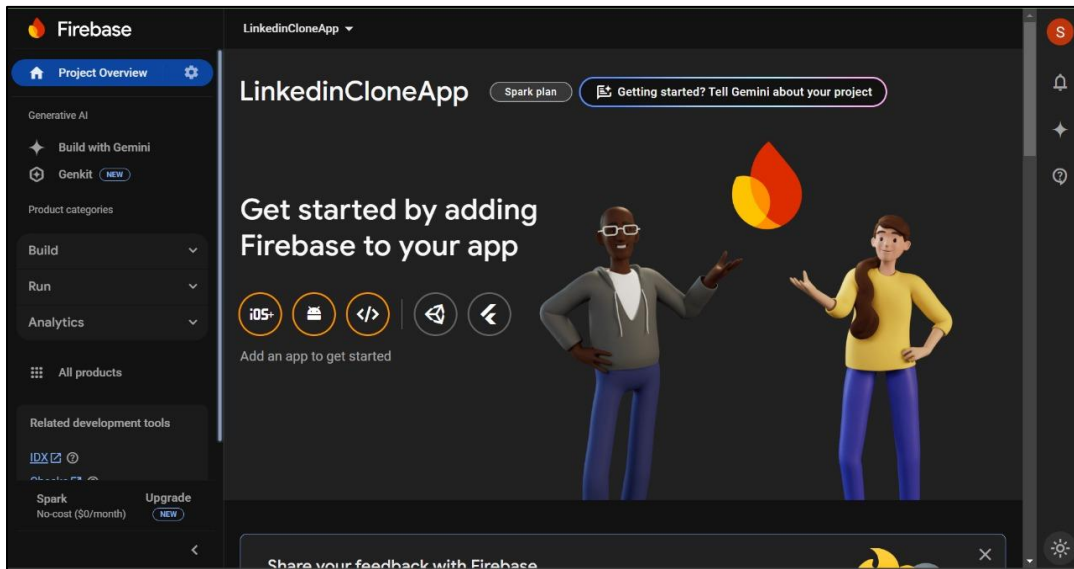 Firebase
Project Overview
Generative AI
Build with Gemini
Genkit NEW
Product categories
Build
Run
Analytics
All products
Related development tools
IDX
Spark
No-cost ($0/month)
Upgrade
NEW
LinkedinCloneApp
LinkedinCloneApp
Spark plan
Getting started? Tell Gemini about your project
Get started by adding
Firebase to your app
iOS+
Add an app to get started
Share your feedback with Firebase
S